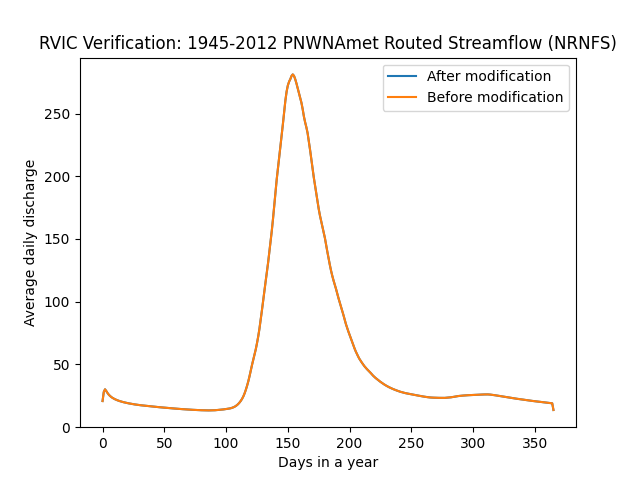 RVIC Verification: 1945-2012 PNWNAmet Routed Streamflow (NRNFS)
After modification
Before modification
Average daily discharge
250
200
150
100
50
0
0 50 100 150 200 250 300 350
Days in a year